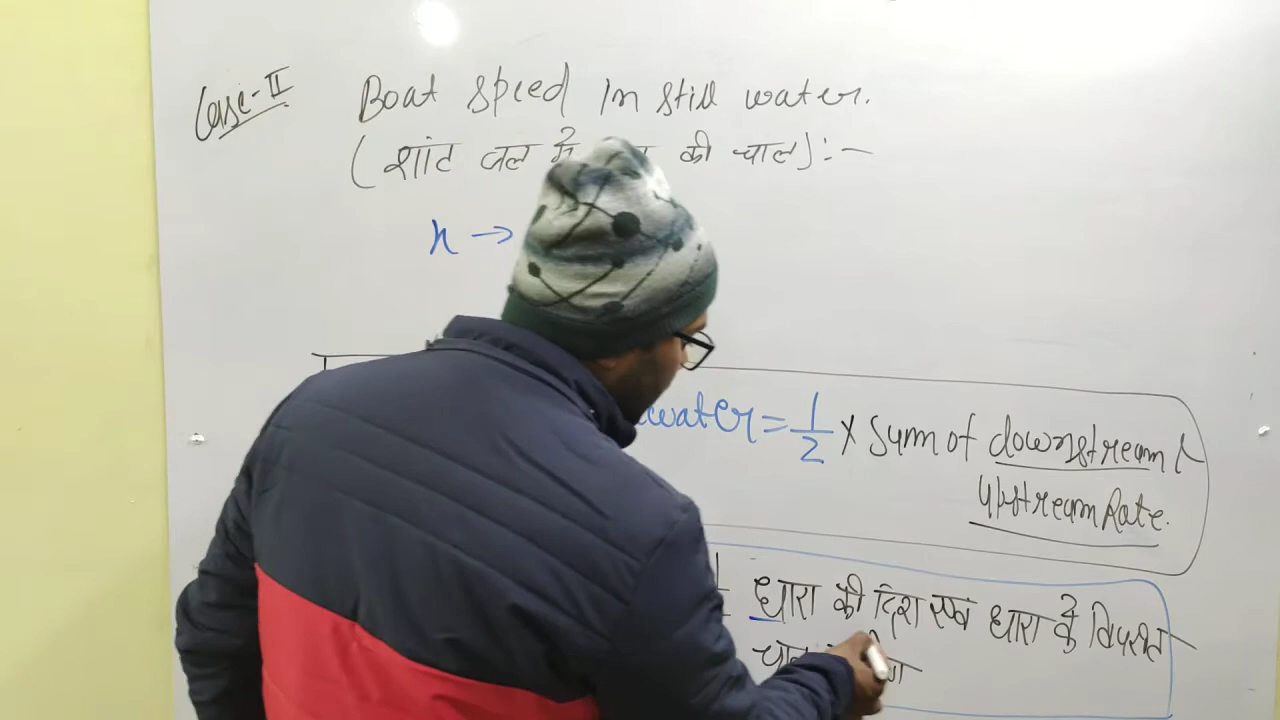 Case-II Boat speed in still water.
(शांत जल में की चाल):-
x →
water = 1/2 × Sum of downstream &
upstream Rate.
धारा की दिश एवं धारा के विपरीत
चाल